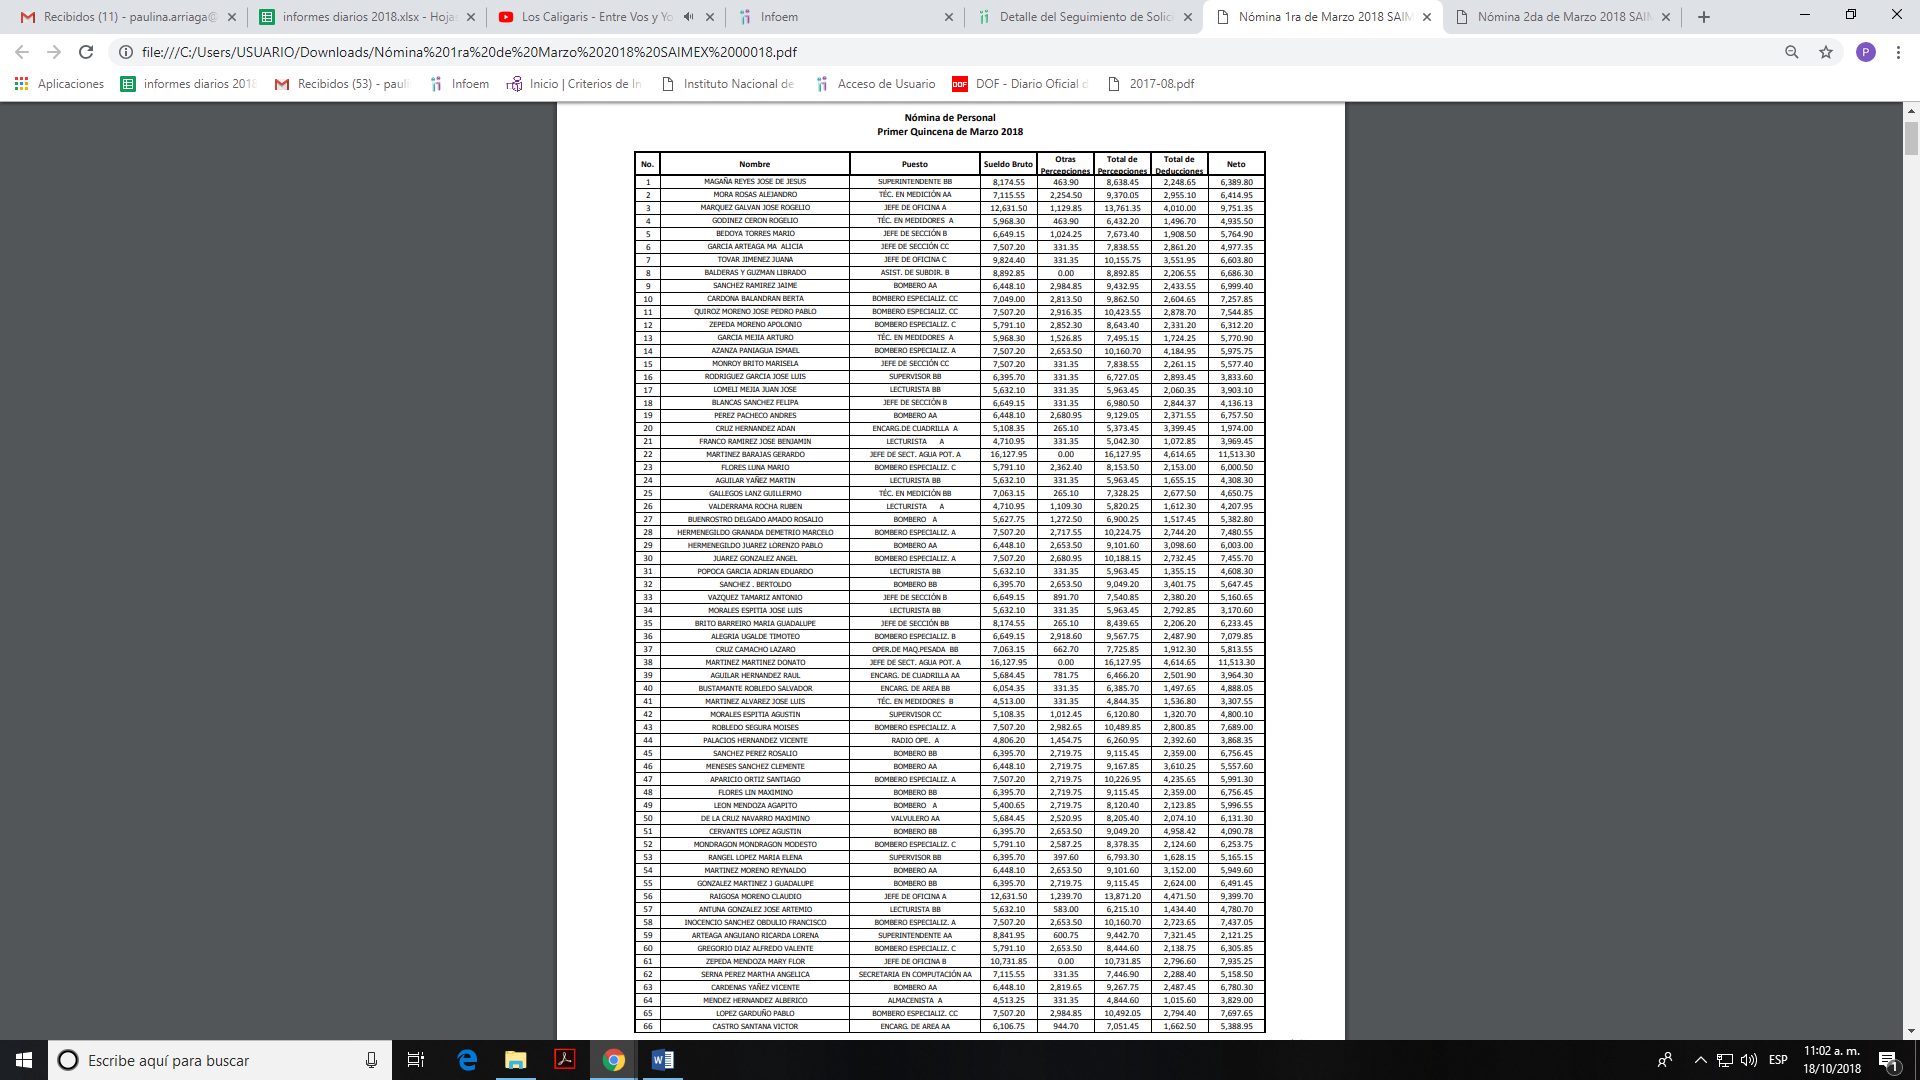 Recibidos (11) - paulina.arriaga@ informes diarios 2018.xlsx - Hoja Los Caligaris - Entre Vos y Yo Infoem Detalle del Seguimiento de Solici Nómina 1ra de Marzo 2018 SAIM Nómina 2da de Marzo 2018 SAIM
file:///C:/Users/USUARIO/Downloads/Nómina%201ra%20de%20Marzo%202018%20SAIMEX%2000018.pdf P
Aplicaciones informes diarios 2018 Recibidos (53) - pauli Infoem Inicio | Criterios de In Instituto Nacional de Acceso de Usuario DOF DOF - Diario Oficial d 2017-08.pdf
Nómina de Personal
Primer Quincena de Marzo 2018
No. Nombre Puesto Sueldo Bruto Otras Percepciones Total de Percepciones Total de Deducciones Neto
1 MAGAÑA REYES JOSE DE JESUS SUPERINTENDENTE BB 8,174.55 463.90 8,638.45 2,248.65 6,389.80
2 MORA ROSAS ALEJANDRO TÉC. EN MEDICIÓN AA 7,115.55 2,254.50 9,370.05 2,955.10 6,414.95
3 MARQUEZ GALVAN JOSE ROGELIO JEFE DE OFICINA A 12,631.50 1,129.85 13,761.35 4,010.00 9,751.35
4 GODINEZ CERON ROGELIO TÉC. EN MEDIDORES A 5,968.30 463.90 6,432.20 1,496.70 4,935.50
5 BEDOYA TORRES MARIO JEFE DE SECCIÓN B 6,649.15 1,024.25 7,673.40 1,908.50 5,764.90
6 GARCIA ARTEAGA MA ALICIA JEFE DE SECCIÓN CC 7,507.20 331.35 7,838.55 2,861.20 4,977.35
7 TOVAR JIMENEZ JUANA JEFE DE OFICINA C 9,824.40 331.35 10,155.75 3,551.95 6,603.80
8 BALDERAS Y GUZMAN LIBRADO ASIST. DE SUBDIR. B 8,892.85 0.00 8,892.85 2,206.55 6,686.30
9 SANCHEZ RAMIREZ JAIME BOMBERO AA 6,448.10 2,984.85 9,432.95 2,433.55 6,999.40
10 CARDONA BALANDRAN BERTA BOMBERO ESPECIALIZ. CC 7,049.00 2,813.50 9,862.50 2,604.65 7,257.85
11 QUIROZ MORENO JOSE PEDRO PABLO BOMBERO ESPECIALIZ. CC 7,507.20 2,916.35 10,423.55 2,878.70 7,544.85
12 ZEPEDA MORENO APOLONIO BOMBERO ESPECIALIZ. C 5,791.10 2,852.30 8,643.40 2,331.20 6,312.20
13 GARCIA MEJIA ARTURO TÉC. EN MEDIDORES A 5,968.30 1,526.85 7,495.15 1,724.25 5,770.90
14 AZANZA PANIAGUA ISMAEL BOMBERO ESPECIALIZ. A 7,507.20 2,653.50 10,160.70 4,184.95 5,975.75
15 MONROY BRITO MARISELA JEFE DE SECCIÓN CC 7,507.20 331.35 7,838.55 2,261.15 5,577.40
16 RODRIGUEZ GARCIA JOSE LUIS SUPERVISOR BB 6,395.70 331.35 6,727.05 2,893.45 3,833.60
17 LOMELI MEJIA JUAN JOSE LECTURISTA BB 5,632.10 331.35 5,963.45 2,060.35 3,903.10
18 BLANCAS SANCHEZ FELIPA JEFE DE SECCIÓN B 6,649.15 331.35 6,980.50 2,844.37 4,136.13
19 PEREZ PACHECO ANDRES BOMBERO AA 6,448.10 2,680.95 9,129.05 2,371.55 6,757.50
20 CRUZ HERNANDEZ ADAN ENCARG.DE CUADRILLA A 5,108.35 265.10 5,373.45 3,399.45 1,974.00
21 FRANCO RAMIREZ JOSE BENJAMIN LECTURISTA A 4,710.95 331.35 5,042.30 1,072.85 3,969.45
22 MARTINEZ BARAJAS GERARDO JEFE DE SECT. AGUA POT. A 16,127.95 0.00 16,127.95 4,614.65 11,513.30
23 FLORES LUNA MARIO BOMBERO ESPECIALIZ. C 5,791.10 2,362.40 8,153.50 2,153.00 6,000.50
24 AGUILAR YAÑEZ MARTIN LECTURISTA BB 5,632.10 331.35 5,963.45 1,655.15 4,308.30
25 GALLEGOS LANZ GUILLERMO TÉC. EN MEDICIÓN BB 7,063.15 265.10 7,328.25 2,677.50 4,650.75
26 VALDERRAMA ROCHA RUBEN LECTURISTA A 4,710.95 1,109.30 5,820.25 1,612.30 4,207.95
27 BUENROSTRO DELGADO AMADO ROSALIO BOMBERO A 5,627.75 1,272.50 6,900.25 1,517.45 5,382.80
28 HERMENEGILDO GRANADA DEMETRIO MARCELO BOMBERO ESPECIALIZ. A 7,507.20 2,717.55 10,224.75 2,744.20 7,480.55
29 HERMENEGILDO JUAREZ LORENZO PABLO BOMBERO AA 6,448.10 2,653.50 9,101.60 3,098.60 6,003.00
30 JUAREZ GONZALEZ ANGEL BOMBERO ESPECIALIZ. A 7,507.20 2,680.95 10,188.15 2,732.45 7,455.70
31 POPOCA GARCIA ADRIAN EDUARDO LECTURISTA BB 5,632.10 331.35 5,963.45 1,355.15 4,608.30
32 SANCHEZ . BERTOLDO BOMBERO BB 6,395.70 2,653.50 9,049.20 3,401.75 5,647.45
33 VAZQUEZ TAMARIZ ANTONIO JEFE DE SECCIÓN B 6,649.15 891.70 7,540.85 2,380.20 5,160.65
34 MORALES ESPITIA JOSE LUIS LECTURISTA BB 5,632.10 331.35 5,963.45 2,792.85 3,170.60
35 BRITO BARREIRO MARIA GUADALUPE JEFE DE SECCIÓN BB 8,174.55 265.10 8,439.65 2,206.20 6,233.45
36 ALEGRIA UGALDE TIMOTEO BOMBERO ESPECIALIZ. B 6,649.15 2,918.60 9,567.75 2,487.90 7,079.85
37 CRUZ CAMACHO LAZARO OPER.DE MAQ.PESADA BB 7,063.15 662.70 7,725.85 1,912.30 5,813.55
38 MARTINEZ MARTINEZ DONATO JEFE DE SECT. AGUA POT. A 16,127.95 0.00 16,127.95 4,614.65 11,513.30
39 AGUILAR HERNANDEZ RAUL ENCARG. DE CUADRILLA AA 5,684.45 781.75 6,466.20 2,501.90 3,964.30
40 BUSTAMANTE ROBLEDO SALVADOR ENCARG. DE AREA BB 6,054.35 331.35 6,385.70 1,497.65 4,888.05
41 MARTINEZ ALVAREZ JOSE LUIS TÉC. EN MEDIDORES B 4,513.00 331.35 4,844.35 1,536.80 3,307.55
42 MORALES ESPITIA AGUSTIN SUPERVISOR CC 5,108.35 1,012.45 6,120.80 1,320.70 4,800.10
43 ROBLEDO SEGURA MOISES BOMBERO ESPECIALIZ. A 7,507.20 2,982.65 10,489.85 2,800.85 7,689.00
44 PALACIOS HERNANDEZ VICENTE RADIO OPE. A 4,806.20 1,454.75 6,260.95 2,392.60 3,868.35
45 SANCHEZ PEREZ ROSALIO BOMBERO BB 6,395.70 2,719.75 9,115.45 2,359.00 6,756.45
46 MENESES SANCHEZ CLEMENTE BOMBERO AA 6,448.10 2,719.75 9,167.85 3,610.25 5,557.60
47 APARICIO ORTIZ SANTIAGO BOMBERO ESPECIALIZ. A 7,507.20 2,719.75 10,226.95 4,235.65 5,991.30
48 FLORES LIN MAXIMINO BOMBERO BB 6,395.70 2,719.75 9,115.45 2,359.00 6,756.45
49 LEON MENDOZA AGAPITO BOMBERO A 5,400.65 2,719.75 8,120.40 2,123.85 5,996.55
50 DE LA CRUZ NAVARRO MAXIMINO VALVULERO AA 5,684.45 2,520.95 8,205.40 2,074.10 6,131.30
51 CERVANTES LOPEZ AGUSTIN BOMBERO BB 6,395.70 2,653.50 9,049.20 4,958.42 4,090.78
52 MONDRAGON MONDRAGON MODESTO BOMBERO ESPECIALIZ. C 5,791.10 2,587.25 8,378.35 2,124.60 6,253.75
53 RANGEL LOPEZ MARIA ELENA SUPERVISOR BB 6,395.70 397.60 6,793.30 1,628.15 5,165.15
54 MARTINEZ MORENO REYNALDO BOMBERO AA 6,448.10 2,653.50 9,101.60 3,152.00 5,949.60
55 GONZALEZ MARTINEZ J GUADALUPE BOMBERO BB 6,395.70 2,719.75 9,115.45 2,624.00 6,491.45
56 RAIGOSA MORENO CLAUDIO JEFE DE OFICINA A 12,631.50 1,239.70 13,871.20 4,471.50 9,399.70
57 ANTUNA GONZALEZ JOSE ARTEMIO LECTURISTA BB 5,632.10 583.00 6,215.10 1,434.40 4,780.70
58 INOCENCIO SANCHEZ OBDULIO FRANCISCO BOMBERO ESPECIALIZ. A 7,507.20 2,653.50 10,160.70 2,723.65 7,437.05
59 ARTEAGA ANGUIANO RICARDA LORENA SUPERINTENDENTE AA 8,841.95 600.75 9,442.70 7,321.45 2,121.25
60 GREGORIO DIAZ ALFREDO VALENTE BOMBERO ESPECIALIZ. C 5,791.10 2,653.50 8,444.60 2,138.75 6,305.85
61 ZEPEDA MENDOZA MARY FLOR JEFE DE OFICINA B 10,731.85 0.00 10,731.85 2,796.60 7,935.25
62 SERNA PEREZ MARTHA ANGELICA SECRETARIA EN COMPUTACIÓN AA 7,115.55 331.35 7,446.90 2,288.40 5,158.50
63 CARDENAS YAÑEZ VICENTE BOMBERO AA 6,448.10 2,819.65 9,267.75 2,487.45 6,780.30
64 MENDEZ HERNANDEZ ALBERICO ALMACENISTA A 4,513.25 331.35 4,844.60 1,015.60 3,829.00
65 LOPEZ GARDUÑO PABLO BOMBERO ESPECIALIZ. CC 7,507.20 2,984.85 10,492.05 2,794.40 7,697.65
66 CASTRO SANTANA VICTOR ENCARG. DE AREA AA 6,106.75 944.70 7,051.45 1,662.50 5,388.95
Escribe aquí para buscar ESP 11:02 a. m.
18/10/2018 1